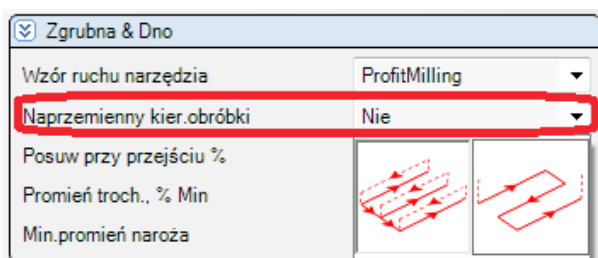 Zgrubna & Dno
Wzór ruchu narzędzia ProfitMilling
Naprzemienny kier.obróbki Nie
Posuw przy przejściu %
Promień troch., % Min
Min.promień naroża